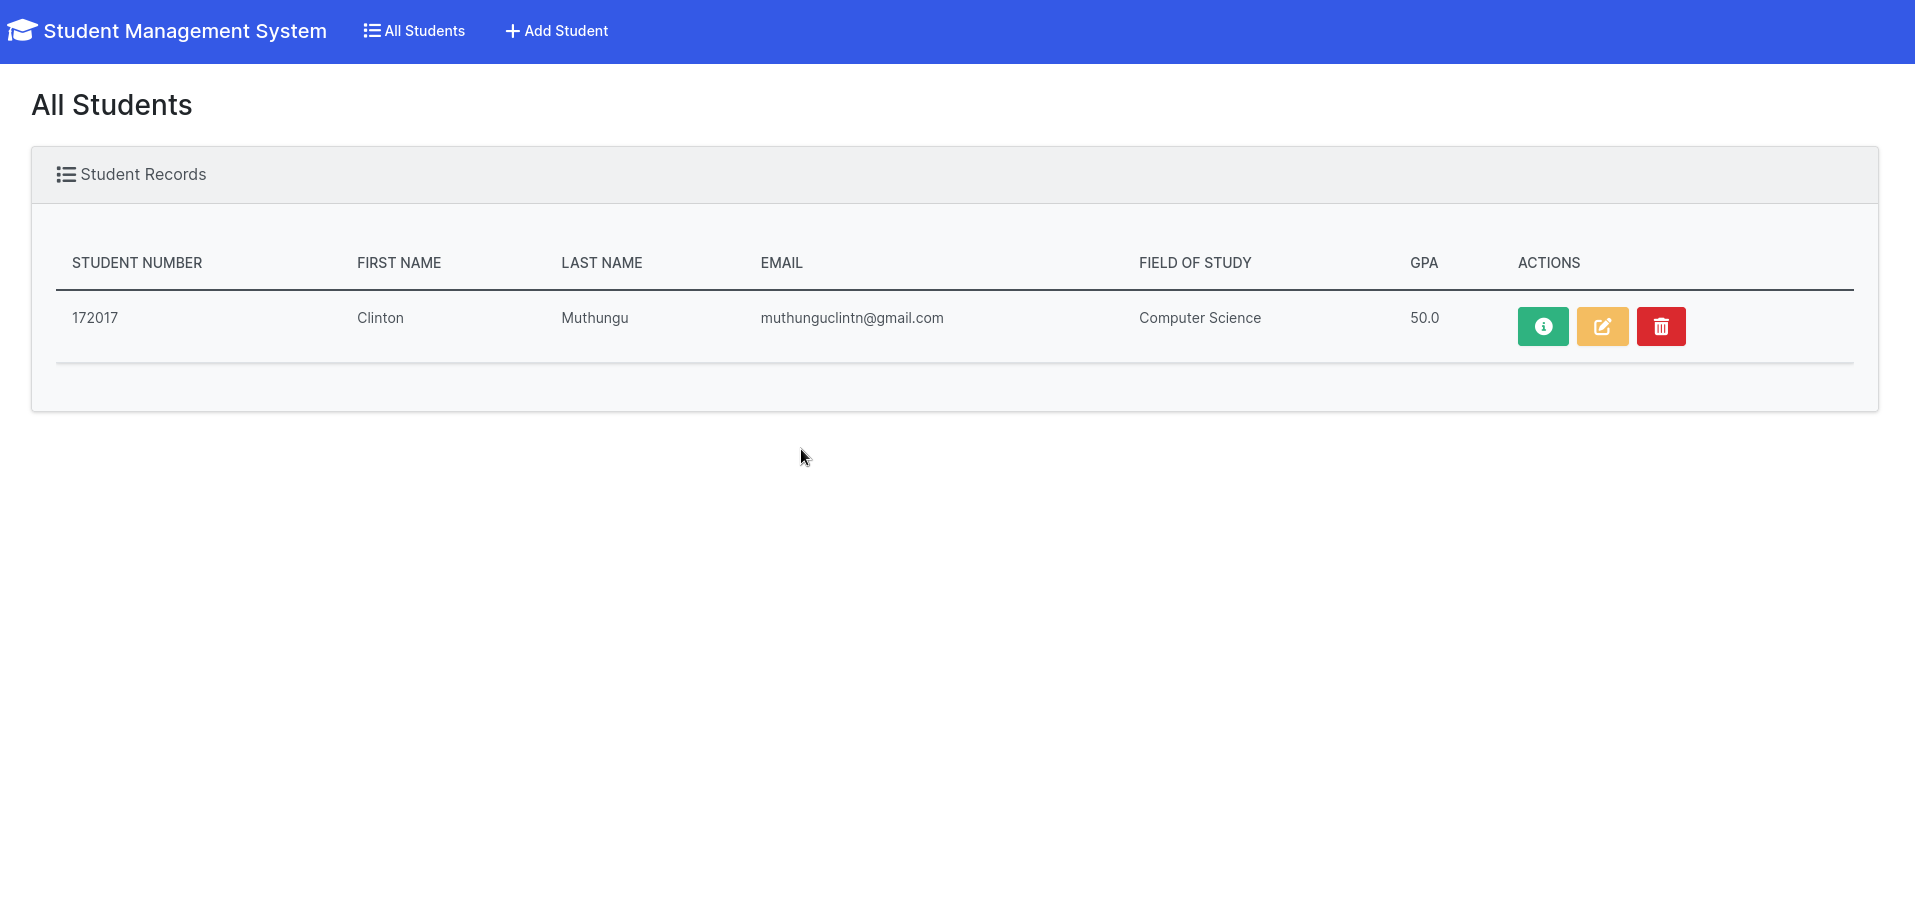 Student Management System All Students Add Student
All Students
Student Records
STUDENT NUMBER FIRST NAME LAST NAME EMAIL FIELD OF STUDY GPA ACTIONS
172017 Clinton Muthungu muthunguclintn@gmail.com Computer Science 50.0